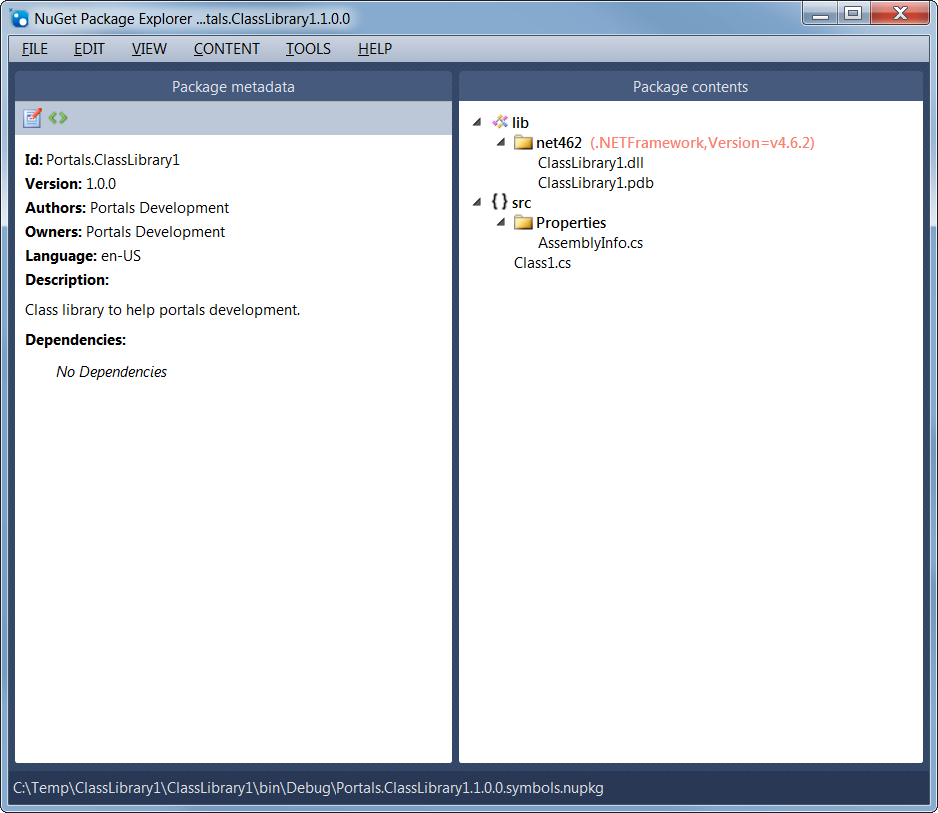 NuGet Package Explorer ...tals.ClassLibrary1.1.0.0
FILE EDIT VIEW CONTENT TOOLS HELP
Package metadata
Id: Portals.ClassLibrary1
Version: 1.0.0
Authors: Portals Development
Owners: Portals Development
Language: en-US
Description:
Class library to help portals development.
Dependencies:
No Dependencies
Package contents
lib
net462 (.NETFramework,Version=v4.6.2)
ClassLibrary1.dll
ClassLibrary1.pdb
{} src
Properties
AssemblyInfo.cs
Class1.cs
C:\Temp\ClassLibrary1\ClassLibrary1\bin\Debug\Portals.ClassLibrary1.1.0.0.symbols.nupkg